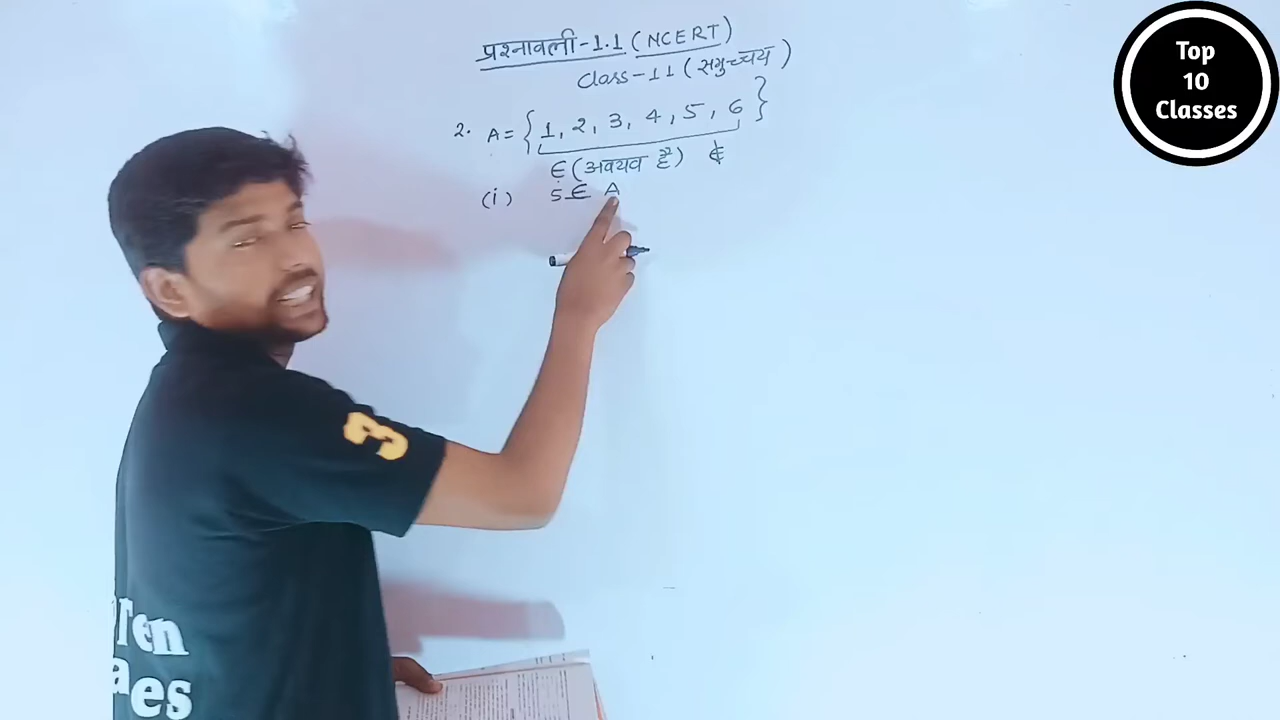 प्रश्नावली-1.1 (NCERT)
Class-11 (समुच्चय)
2. A = {1, 2, 3, 4, 5, 6}
∈ (अवयव है) ∉
(i) 5 ∈ A
Top
10
Classes
3